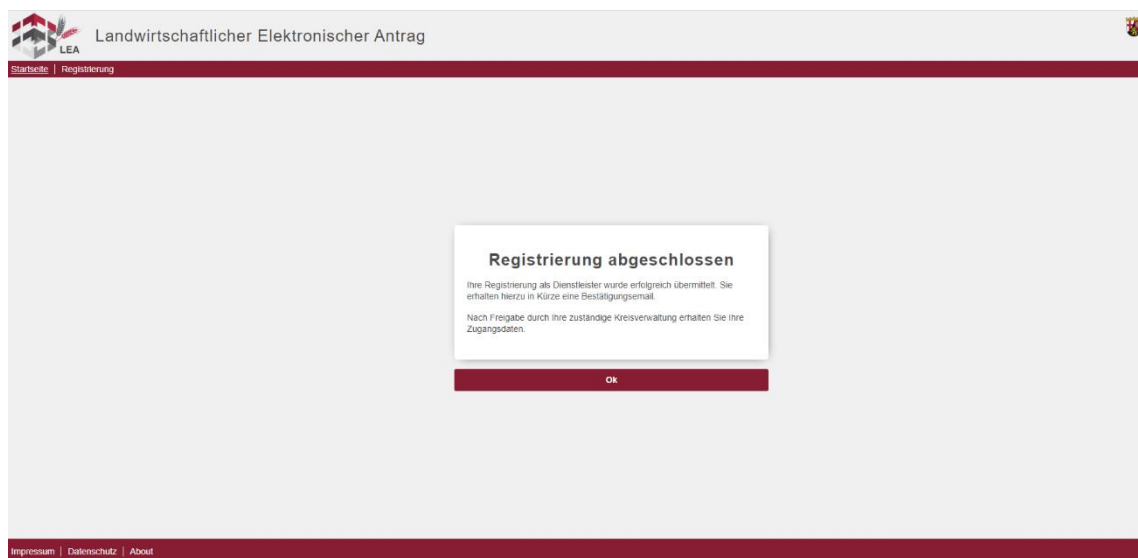 LEA
Landwirtschaftlicher Elektronischer Antrag
Startseite | Registrierung
Registrierung abgeschlossen
Ihre Registrierung als Dienstleister wurde erfolgreich übermittelt. Sie
erhalten hierzu in Kürze eine Bestätigungsemail.
Nach Freigabe durch Ihre zuständige Kreisverwaltung erhalten Sie Ihre
Zugangsdaten.
Ok
Impressum | Datenschutz | About